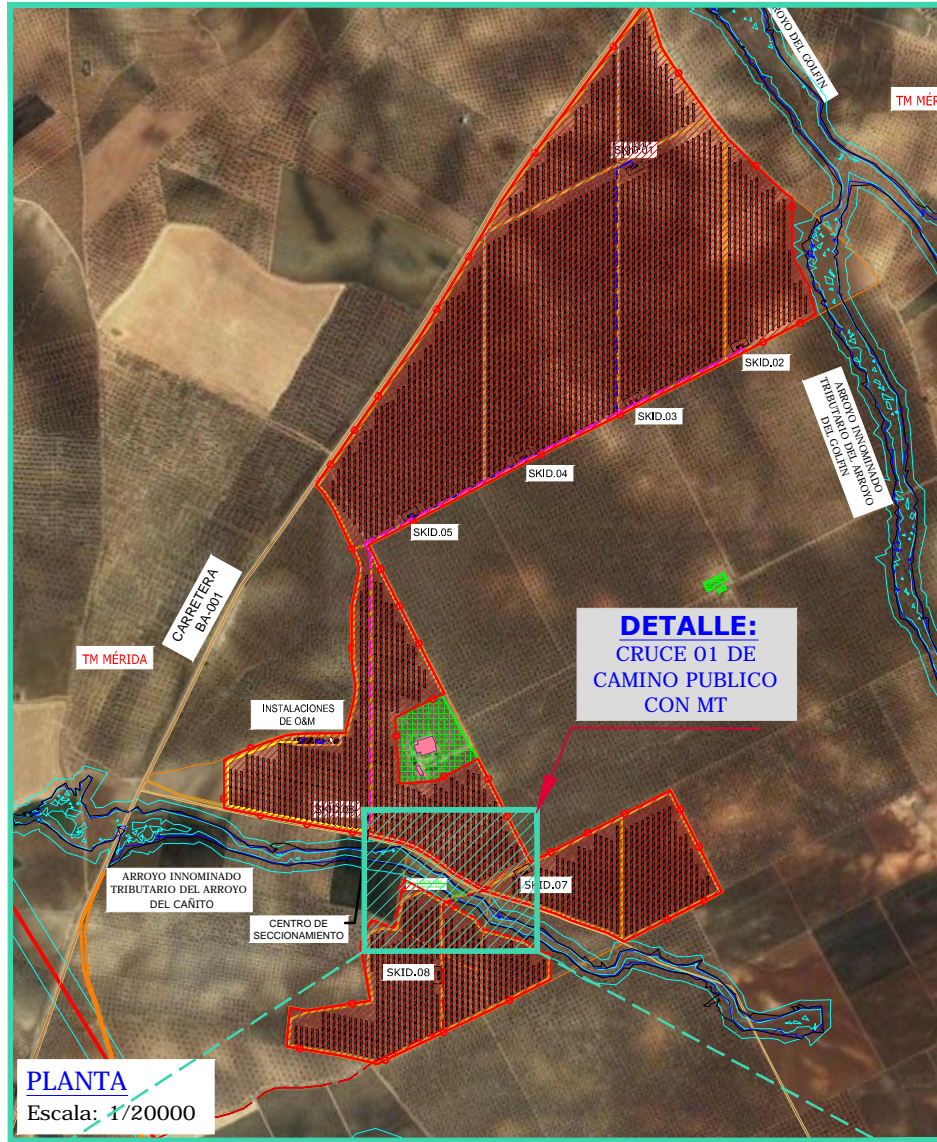 ROYO DEL GOLFIN
TM MÉR
SKID.01
SKID.02
SKID.03
SKID.04
SKID.05
ARROYO INNOMINADO
TRIBUTARIO DEL ARROYO
DEL GOLFIN
CARRETERA
BA-001
TM MÉRIDA
DETALLE:
CRUCE 01 DE
CAMINO PUBLICO
CON MT
INSTALACIONES
DE O&M
ARROYO INNOMINADO
TRIBUTARIO DEL ARROYO
DEL CAÑITO
SKID.07
CENTRO DE
SECCIONAMIENTO
SKID.08
PLANTA
Escala: 1/20000